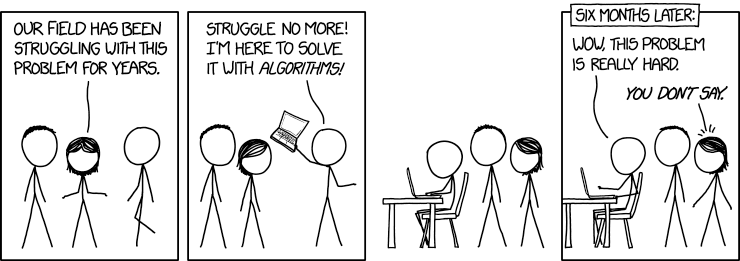 OUR FIELD HAS BEEN
STRUGGLING WITH THIS
PROBLEM FOR YEARS.
STRUGGLE NO MORE!
I'M HERE TO SOLVE
IT WITH ALGORITHMS!
SIX MONTHS LATER:
WOW, THIS PROBLEM
IS REALLY HARD.
YOU DON'T SAY.